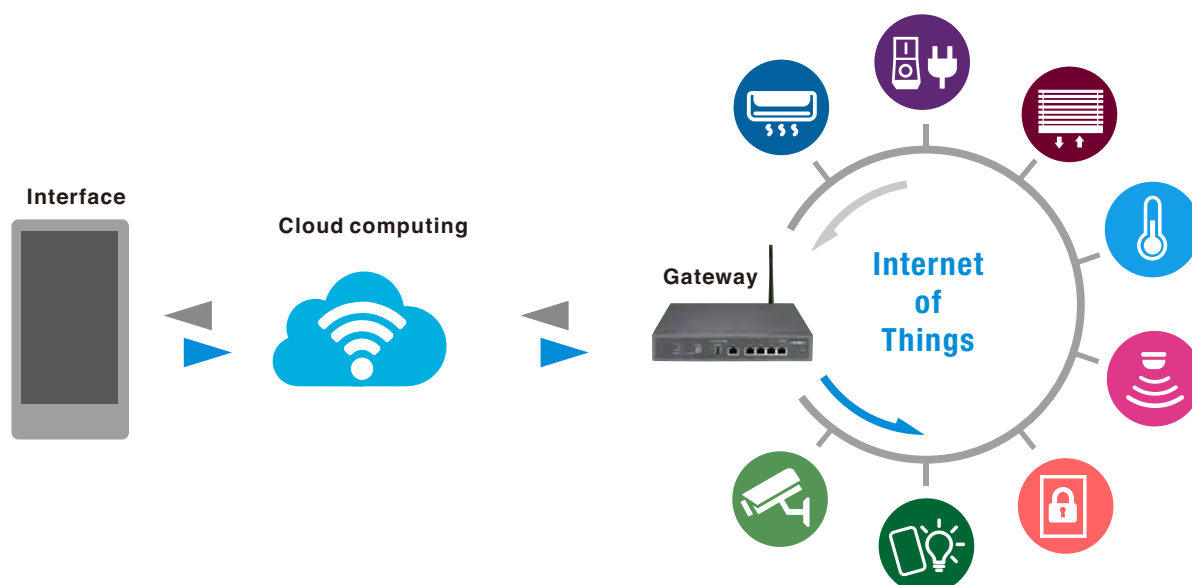 Interface
Cloud computing
Gateway
Internet
of
Things